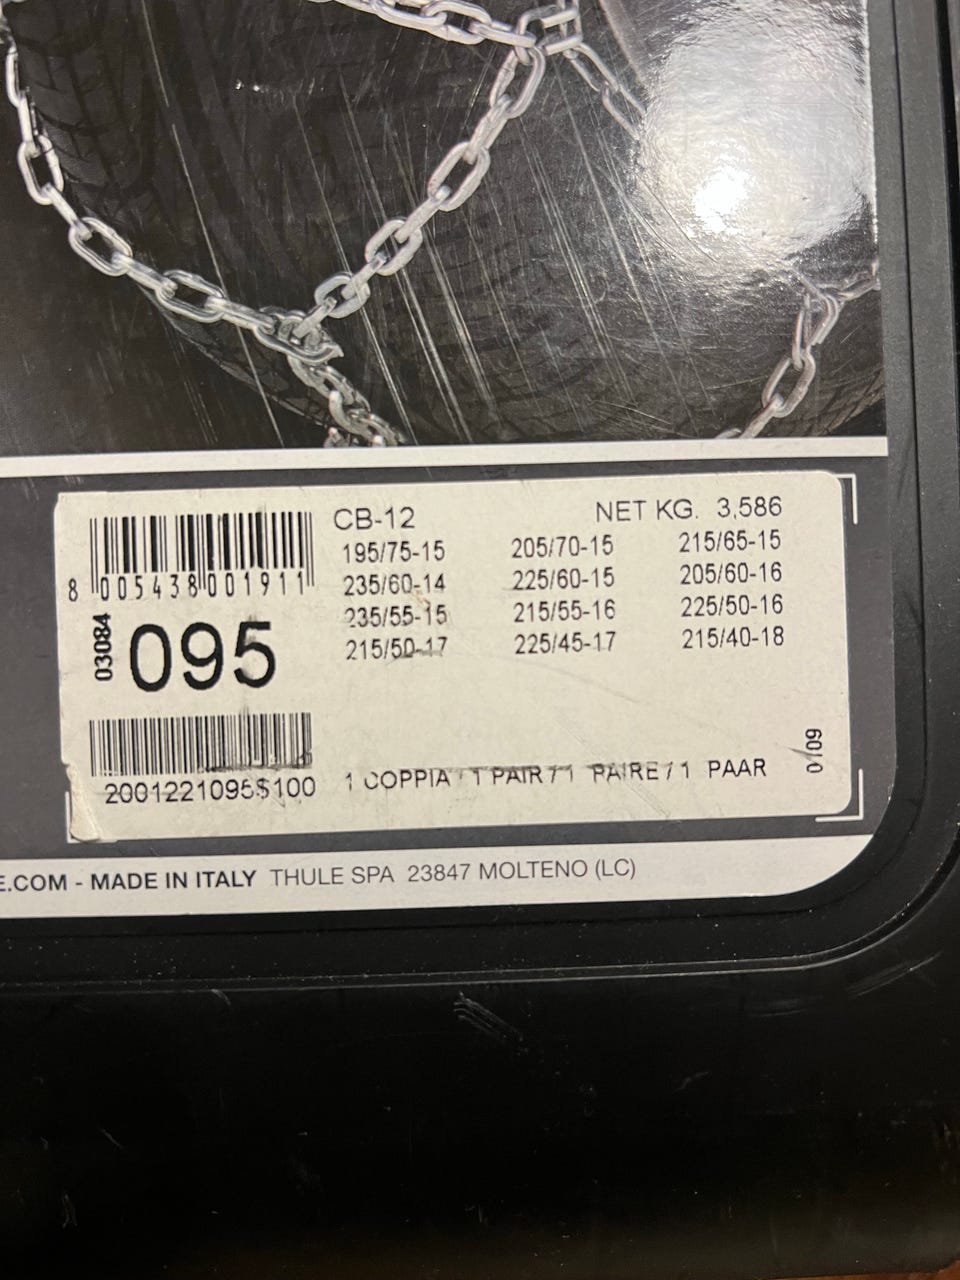 CB-12 NET KG. 3,586
195/75-15 205/70-15 215/65-15
235/60-14 225/60-15 205/60-16
235/55-15 215/55-16 225/50-16
215/50-17 225/45-17 215/40-18
8 005438 001911
03084
095
2001221095$100
1 COPPIA / 1 PAIR / 1 PAIRE / 1 PAAR
E.COM - MADE IN ITALY THULE SPA 23847 MOLTENO (LC)